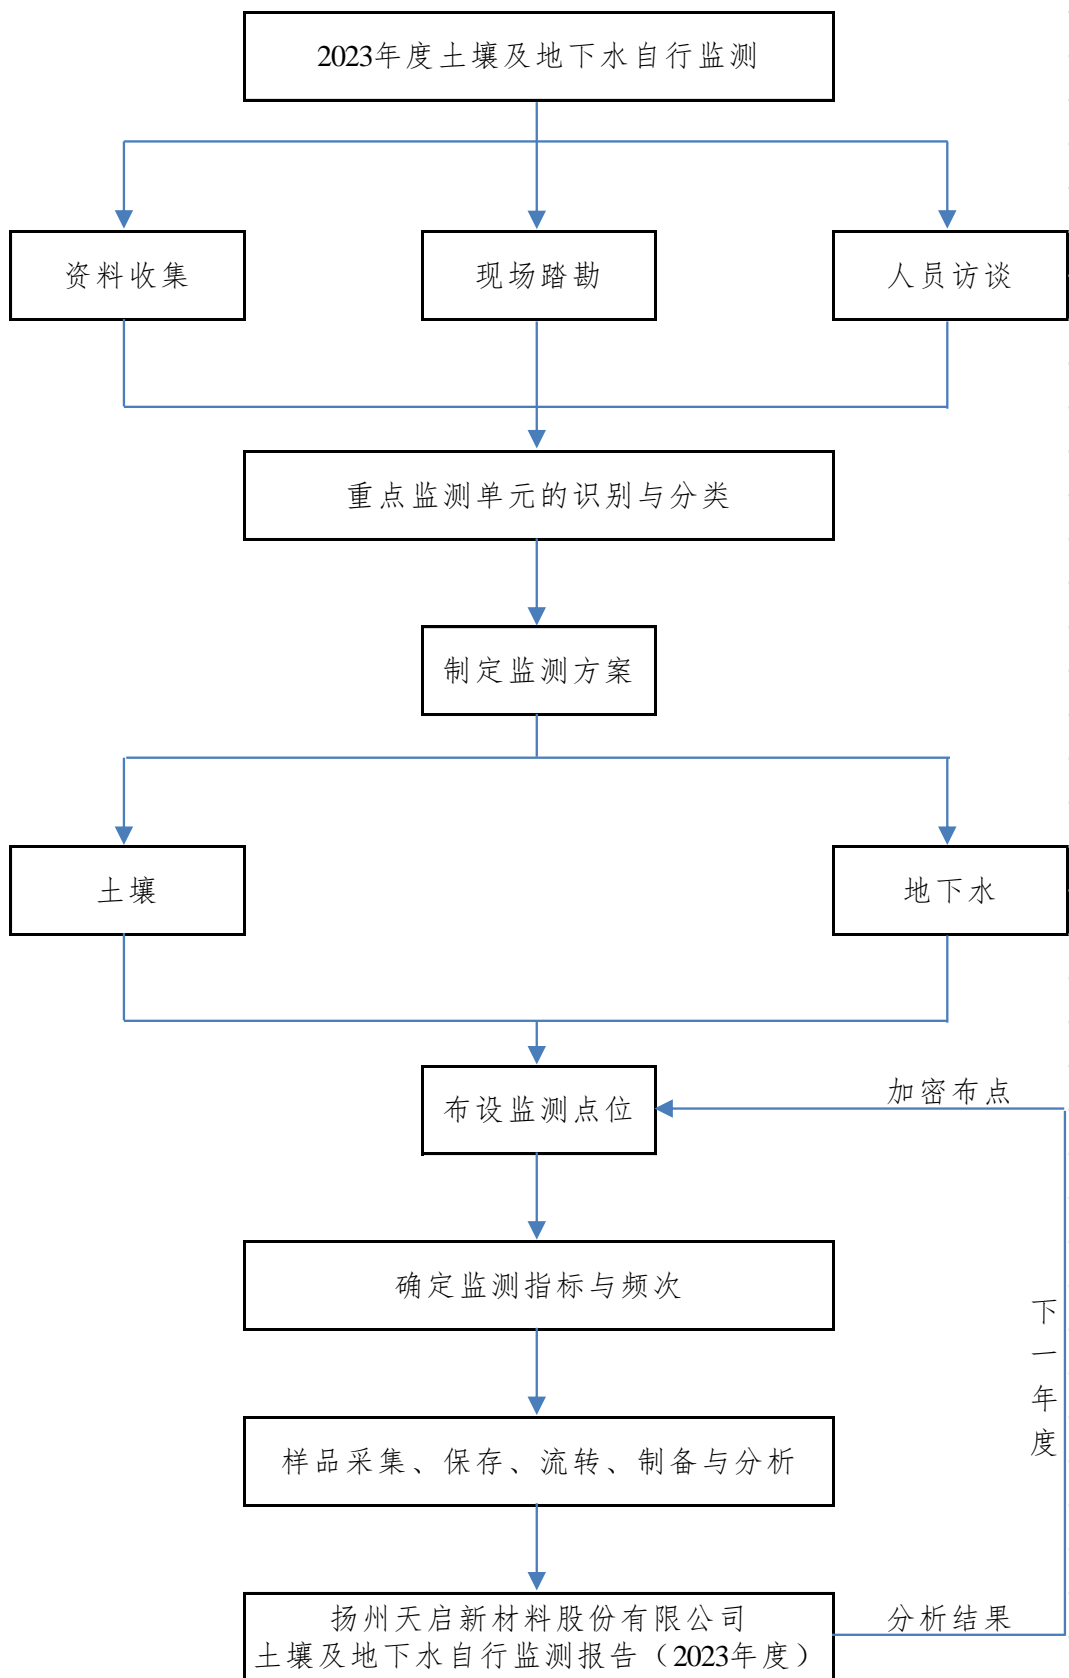 2023年度土壤及地下水自行监测
资料收集
现场踏勘
人员访谈
重点监测单元的识别与分类
制定监测方案
土壤
地下水
布设监测点位
加密布点
确定监测指标与频次
下一年度
样品采集、保存、流转、制备与分析
扬州天启新材料股份有限公司
土壤及地下水自行监测报告（2023年度）
分析结果